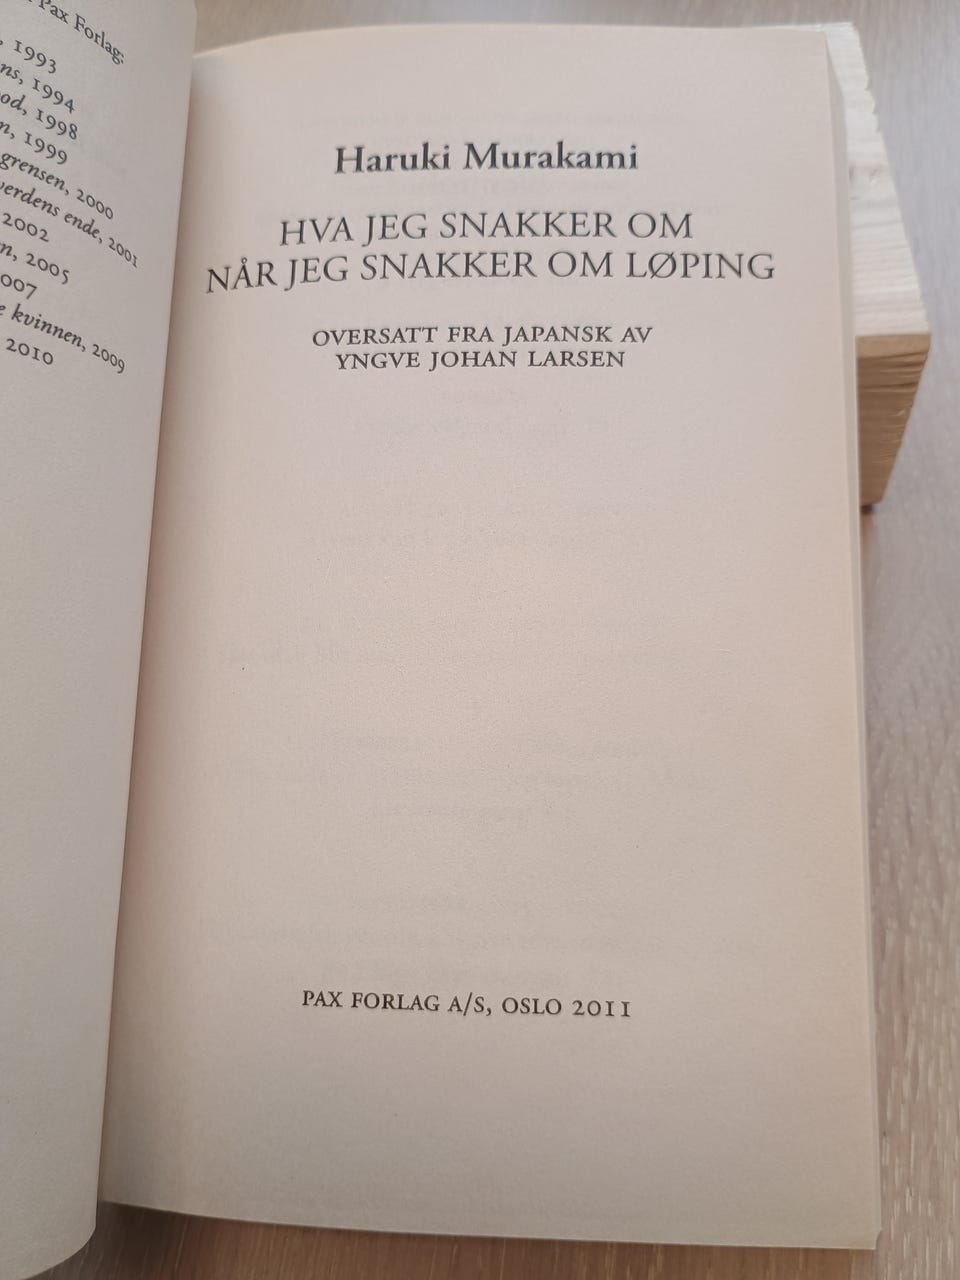 Pax Forlag:
, 1993
ns, 1994
od, 1998
n, 1999
grensen, 2000
verdens ende, 2001
2002
n, 2005
007
e kvinnen, 2009
2010
Haruki Murakami
HVA JEG SNAKKER OM
NÅR JEG SNAKKER OM LØPING
OVERSATT FRA JAPANSK AV
YNGVE JOHAN LARSEN
PAX FORLAG A/S, OSLO 2011